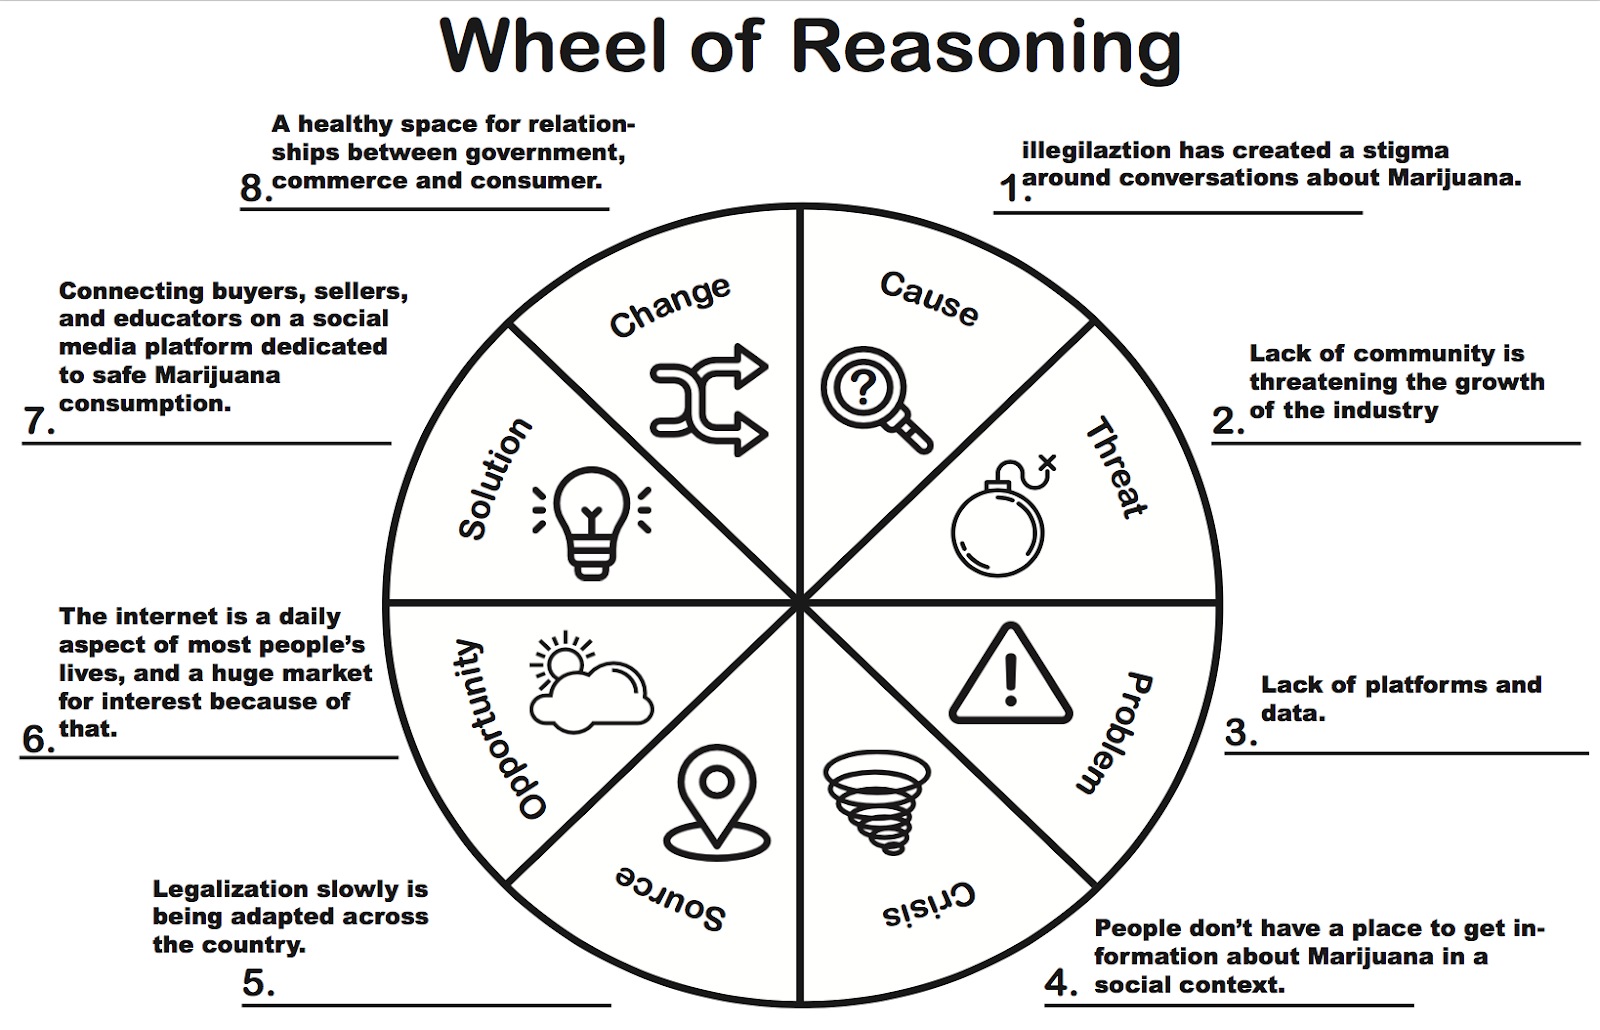 Wheel of Reasoning
illegilaztion has created a stigma
1. around conversations about Marijuana.
Lack of community is
threatening the growth
2. of the industry
Lack of platforms and
data.
3.
People don't have a place to get in-
formation about Marijuana in a
4. social context.
Legalization slowly is
being adapted across
the country.
5.
The internet is a daily
aspect of most people's
lives, and a huge market
for interest because of
6. that.
Connecting buyers, sellers,
and educators on a social
media platform dedicated
to safe Marijuana
7. consumption.
A healthy space for relation-
ships between government,
8. commerce and consumer.
Cause
?
Threat
Problem
!
Crisis
Source
Opportunity
Solution
Change